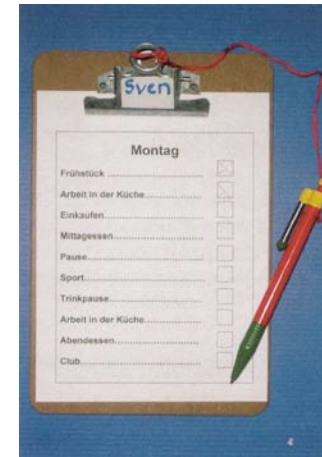 Sven
Montag
Frühstück ........................
Arbeit in der Küche....................
Einkaufen..............................
Mittagessen............................
Pause..................................
Sport..................................
Trinkpause.............................
Arbeit in der Küche....................
Abendessen.............................
Club...................................
4